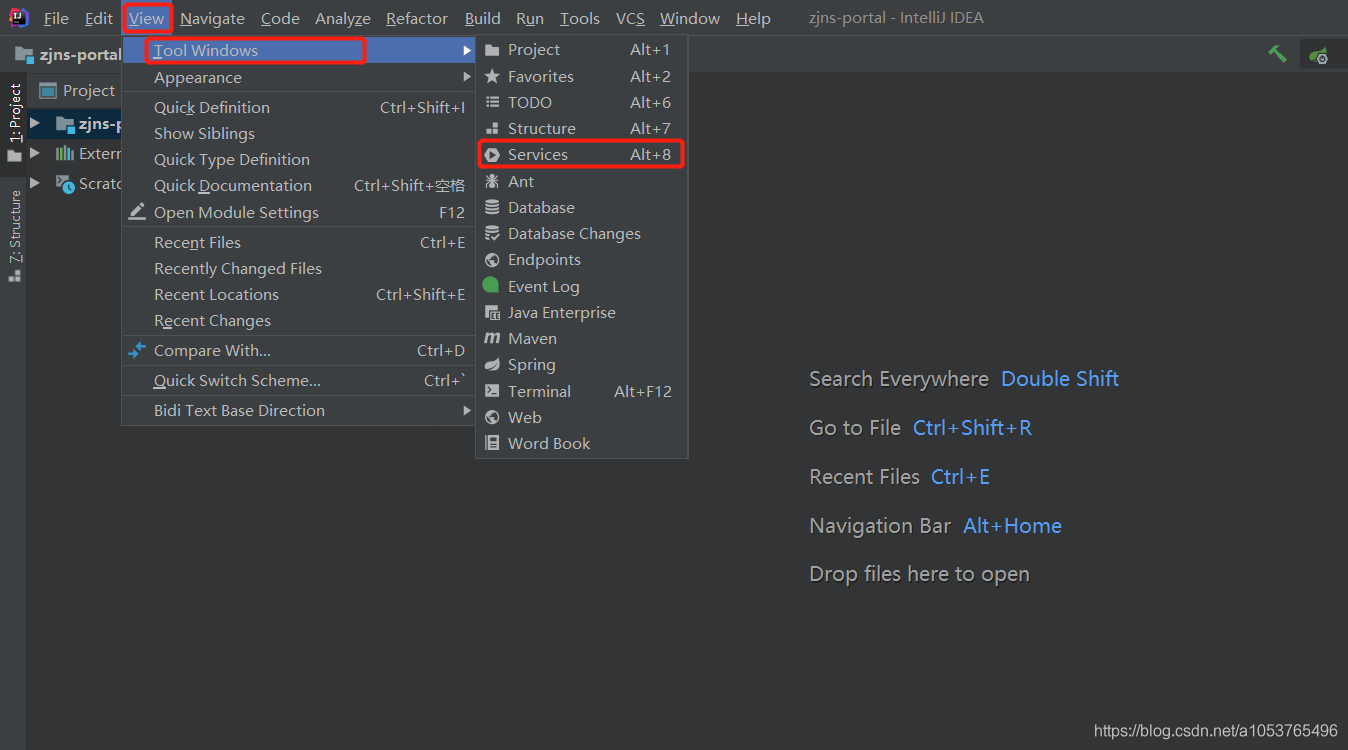 File Edit View Navigate Code Analyze Refactor Build Run Tools VCS Window Help zjns-portal - IntelliJ IDEA
zjns-portal
1: Project
7: Structure
Project
zjns-p
Extern
Scratc
Tool Windows
Appearance
Quick Definition Ctrl+Shift+I
Show Siblings
Quick Type Definition
Quick Documentation Ctrl+Shift+空格
Open Module Settings F12
Recent Files Ctrl+E
Recently Changed Files
Recent Locations Ctrl+Shift+E
Recent Changes
Compare With... Ctrl+D
Quick Switch Scheme... Ctrl+`
Bidi Text Base Direction
Project Alt+1
Favorites Alt+2
TODO Alt+6
Structure Alt+7
Services Alt+8
Ant
Database
Database Changes
Endpoints
Event Log
Java Enterprise
Maven
Spring
Terminal Alt+F12
Web
Word Book
Search Everywhere Double Shift
Go to File Ctrl+Shift+R
Recent Files Ctrl+E
Navigation Bar Alt+Home
Drop files here to open
https://blog.csdn.net/a1053765496